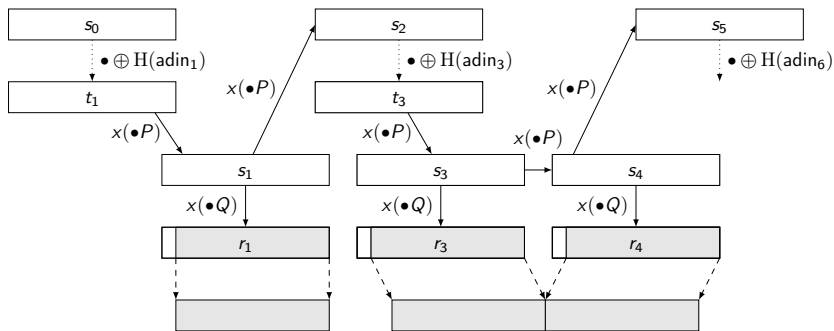 s₀ s₂ s₅
• ⊕ H(adin₁) • ⊕ H(adin₃) • ⊕ H(adin₆)
x(•P) x(•P)
t₁ t₃
x(•P) x(•P) x(•P)
s₁ s₃ s₄
x(•Q) x(•Q) x(•Q)
r₁ r₃ r₄